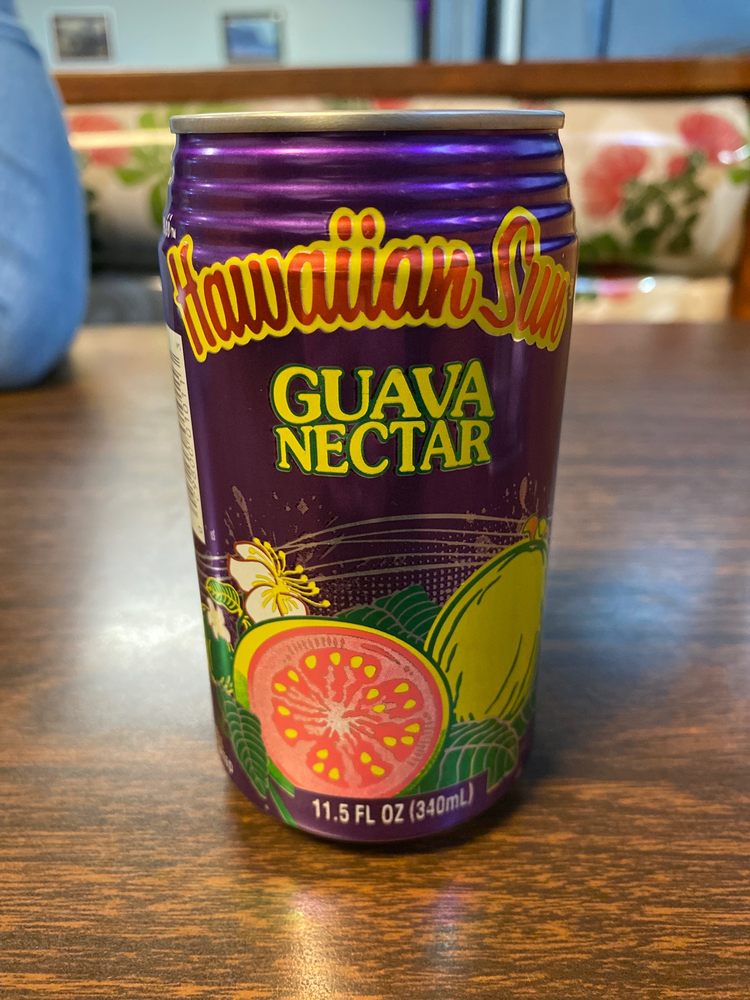 Hawaiian Sun
GUAVA
NECTAR
11.5 FL OZ (340mL)